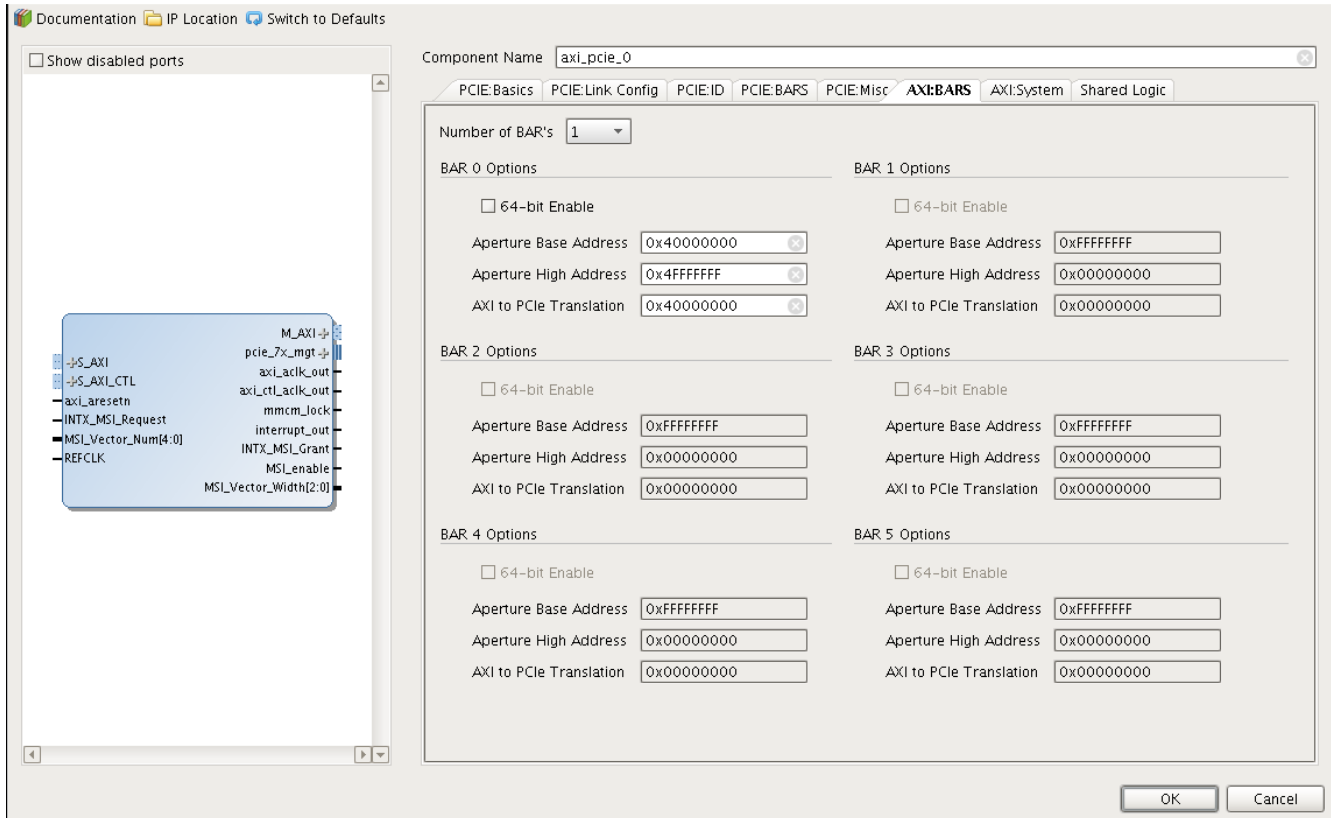 Documentation IP Location Switch to Defaults
Show disabled ports
M_AXI
pcie_7x_mgt
S_AXI
axi_aclk_out
S_AXI_CTL
axi_ctl_aclk_out
axi_aresetn
mmcm_lock
INTX_MSI_Request
interrupt_out
MSI_Vector_Num[4:0]
INTX_MSI_Grant
REFCLK
MSI_enable
MSI_Vector_Width[2:0]
Component Name axi_pcie_0
PCIE:Basics PCIE:Link Config PCIE:ID PCIE:BARS PCIE:Misc AXI:BARS AXI:System Shared Logic
Number of BAR's 1
BAR 0 Options
64-bit Enable
Aperture Base Address 0x40000000
Aperture High Address 0x4FFFFFFF
AXI to PCIe Translation 0x40000000
BAR 1 Options
64-bit Enable
Aperture Base Address 0xFFFFFFFF
Aperture High Address 0x00000000
AXI to PCIe Translation 0x00000000
BAR 2 Options
64-bit Enable
Aperture Base Address 0xFFFFFFFF
Aperture High Address 0x00000000
AXI to PCIe Translation 0x00000000
BAR 3 Options
64-bit Enable
Aperture Base Address 0xFFFFFFFF
Aperture High Address 0x00000000
AXI to PCIe Translation 0x00000000
BAR 4 Options
64-bit Enable
Aperture Base Address 0xFFFFFFFF
Aperture High Address 0x00000000
AXI to PCIe Translation 0x00000000
BAR 5 Options
64-bit Enable
Aperture Base Address 0xFFFFFFFF
Aperture High Address 0x00000000
AXI to PCIe Translation 0x00000000
OK Cancel